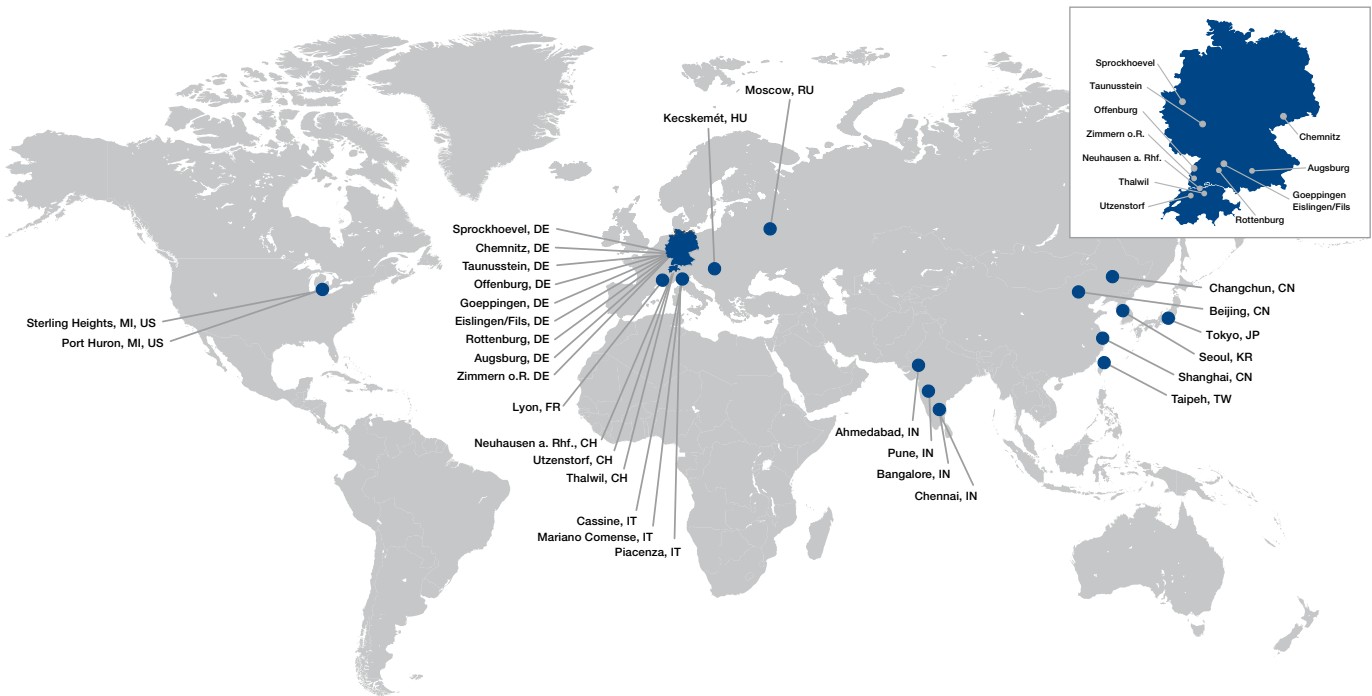 Moscow, RU
Kecskemét, HU
Sprockhoevel, DE
Chemnitz, DE
Taunusstein, DE
Offenburg, DE
Goeppingen, DE
Eislingen/Fils, DE
Rottenburg, DE
Augsburg, DE
Zimmern o.R. DE
Lyon, FR
Neuhausen a. Rhf., CH
Utzenstorf, CH
Thalwil, CH
Cassine, IT
Mariano Comense, IT
Piacenza, IT
Sterling Heights, MI, US
Port Huron, MI, US
Ahmedabad, IN
Pune, IN
Bangalore, IN
Chennai, IN
Changchun, CN
Beijing, CN
Tokyo, JP
Seoul, KR
Shanghai, CN
Taipeh, TW
Sprockhoevel
Taunusstein
Offenburg
Zimmern o.R.
Neuhausen a. Rhf.
Thalwil
Utzenstorf
Chemnitz
Augsburg
Goeppingen
Eislingen/Fils
Rottenburg